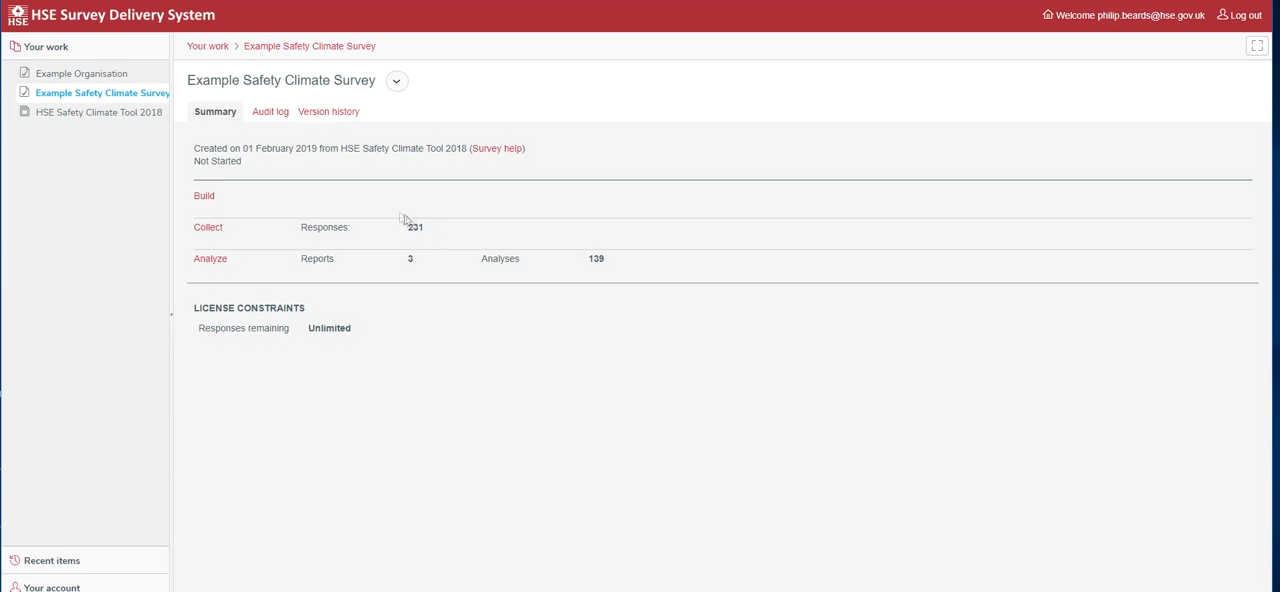 HSE HSE Survey Delivery System
Welcome philip.beards@hse.gov.uk Log out
Your work
Example Organisation
Example Safety Climate Survey
HSE Safety Climate Tool 2018
Recent items
Your account
Your work > Example Safety Climate Survey
Example Safety Climate Survey
Summary Audit log Version history
Created on 01 February 2019 from HSE Safety Climate Tool 2018 (Survey help)
Not Started
Build
Collect Responses: 231
Analyze Reports 3 Analyses 139
LICENSE CONSTRAINTS
Responses remaining Unlimited